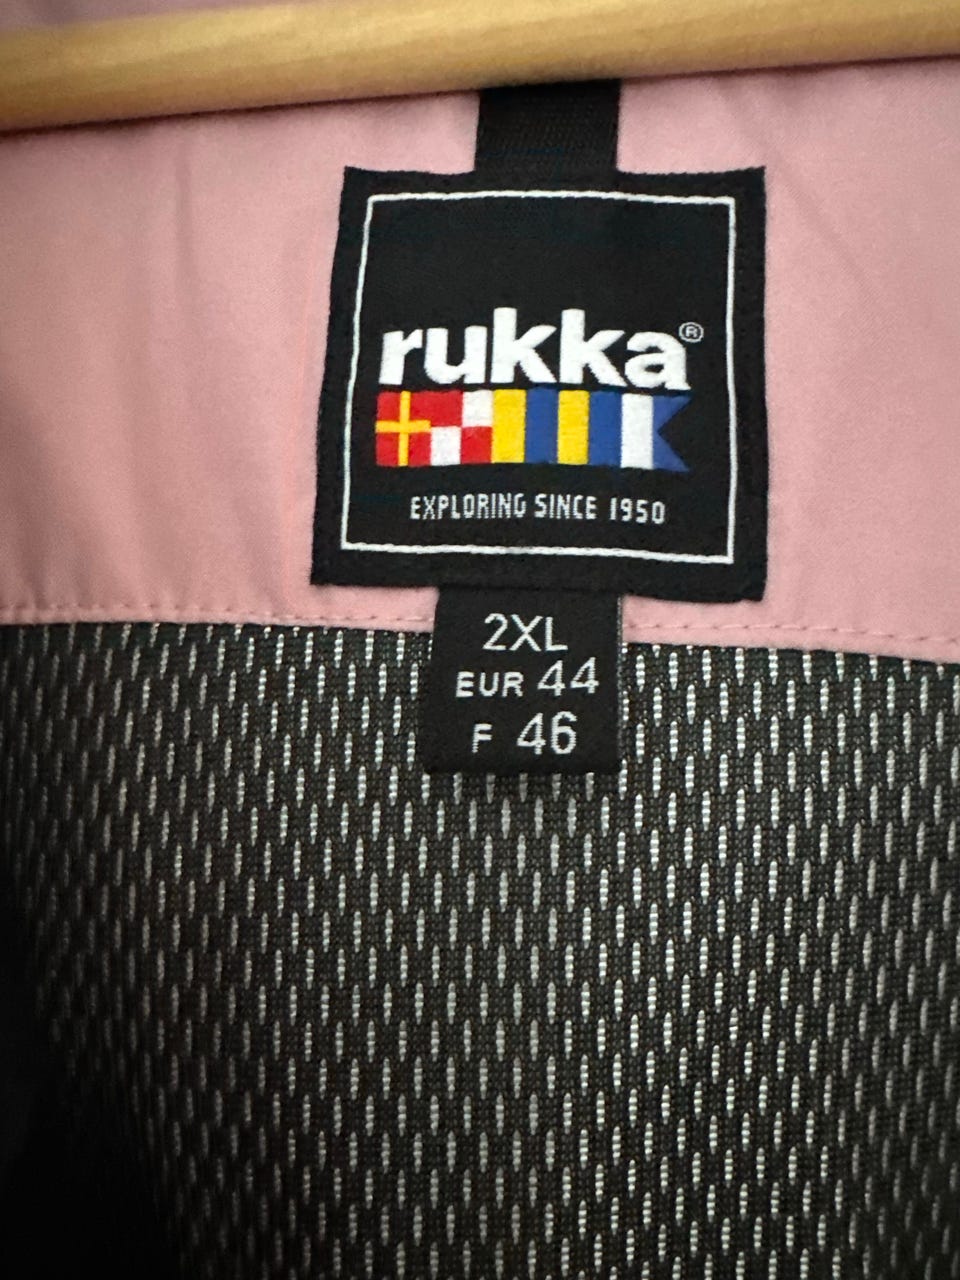 rukka®
EXPLORING SINCE 1950
2XL
EUR 44
F 46